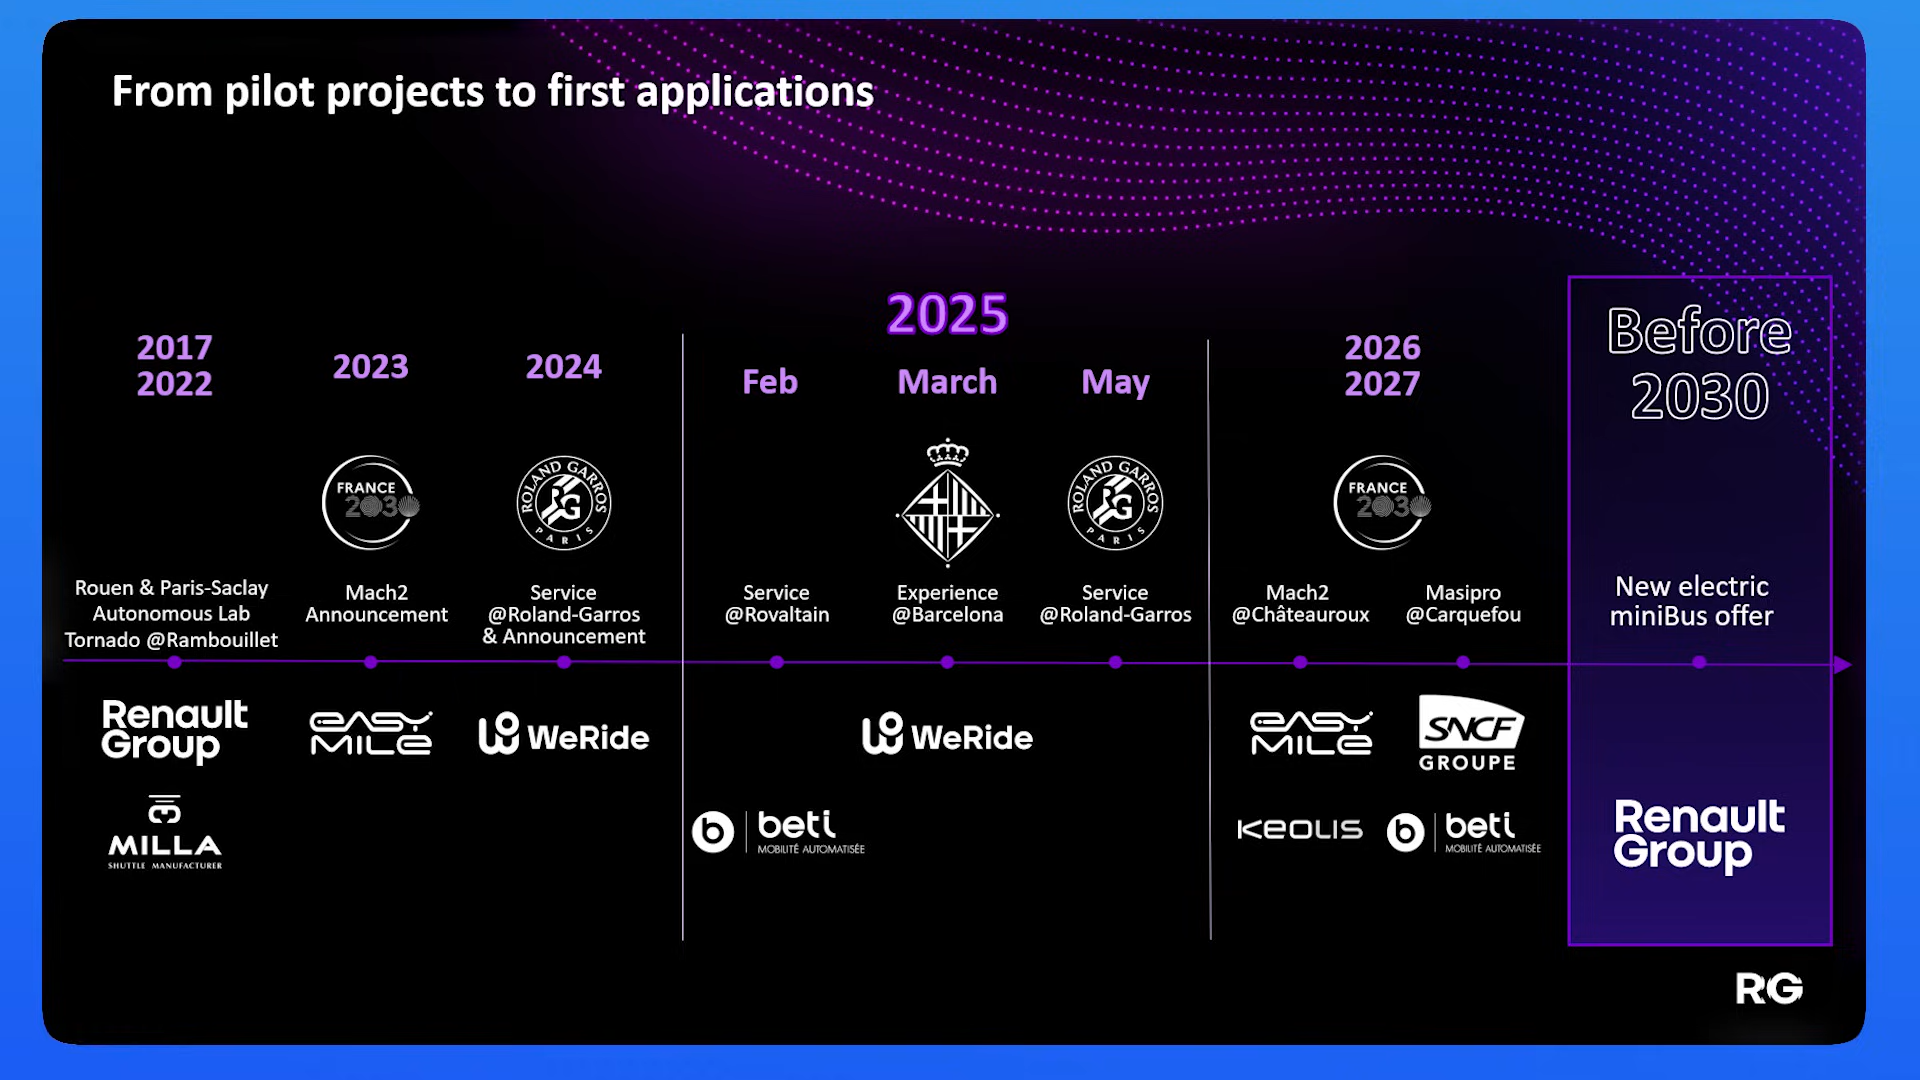 From pilot projects to first applications
2017
2022
2023
2024
2025
Feb
March
May
2026
2027
Before
2030
FRANCE
2030
ROLAND GARROS
RG
PARIS
ROLAND GARROS
RG
PARIS
FRANCE
2030
Rouen & Paris-Saclay
Autonomous Lab
Tornado @Rambouillet
Mach2
Announcement
Service
@Roland-Garros
& Announcement
Service
@Rovaltain
Experience
@Barcelona
Service
@Roland-Garros
Mach2
@Châteauroux
Masipro
@Carquefou
New electric
miniBus offer
Renault
Group
MILLA
SHUTTLE MANUFACTURER
EASY
MILE
WeRide
b beti
MOBILITÉ AUTOMATISÉE
WeRide
EASY
MILE
SNCF
GROUPE
KEOLIS
b beti
MOBILITÉ AUTOMATISÉE
Renault
Group
RG